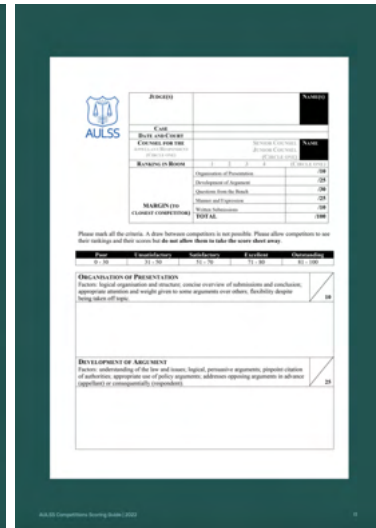 AULSS
JUDGE(S)
NAME(S)
CASE
DATE AND COURT
COUNSEL FOR THE
SENIOR COUNSEL
NAME
JUNIOR COUNSEL
(CIRCLE ONE)
(CIRCLE ONE)
RANKING IN ROOM
1 2 3 4 (CIRCLE ONE)
Organisation of Presentation /10
Development of Argument /25
Questions from the Bench /30
Manner and Expression /25
MARGIN (TO
CLOSEST COMPETITOR)
Written Submissions /10
TOTAL /100
Please mark all the criteria. A draw between competitors is not possible. Please allow competitors to see
their rankings and their scores but do not allow them to take the score sheet away.
Poor Unsatisfactory Satisfactory Excellent Outstanding
0 - 30 31 - 50 51 - 70 71 - 80 81 - 100
ORGANISATION OF PRESENTATION
Factors: logical organisation and structure; concise overview of submissions and conclusion;
appropriate attention and weight given to some arguments over others; flexibility despite
being taken off topic.
10
DEVELOPMENT OF ARGUMENT
Factors: understanding of the law and issues; logical, persuasive arguments; pinpoint citation
of authorities; appropriate use of policy arguments; addresses opposing arguments in advance
(appellant) or consequentially (respondent).
25
AULSS Competitions Scoring Guide | 2022